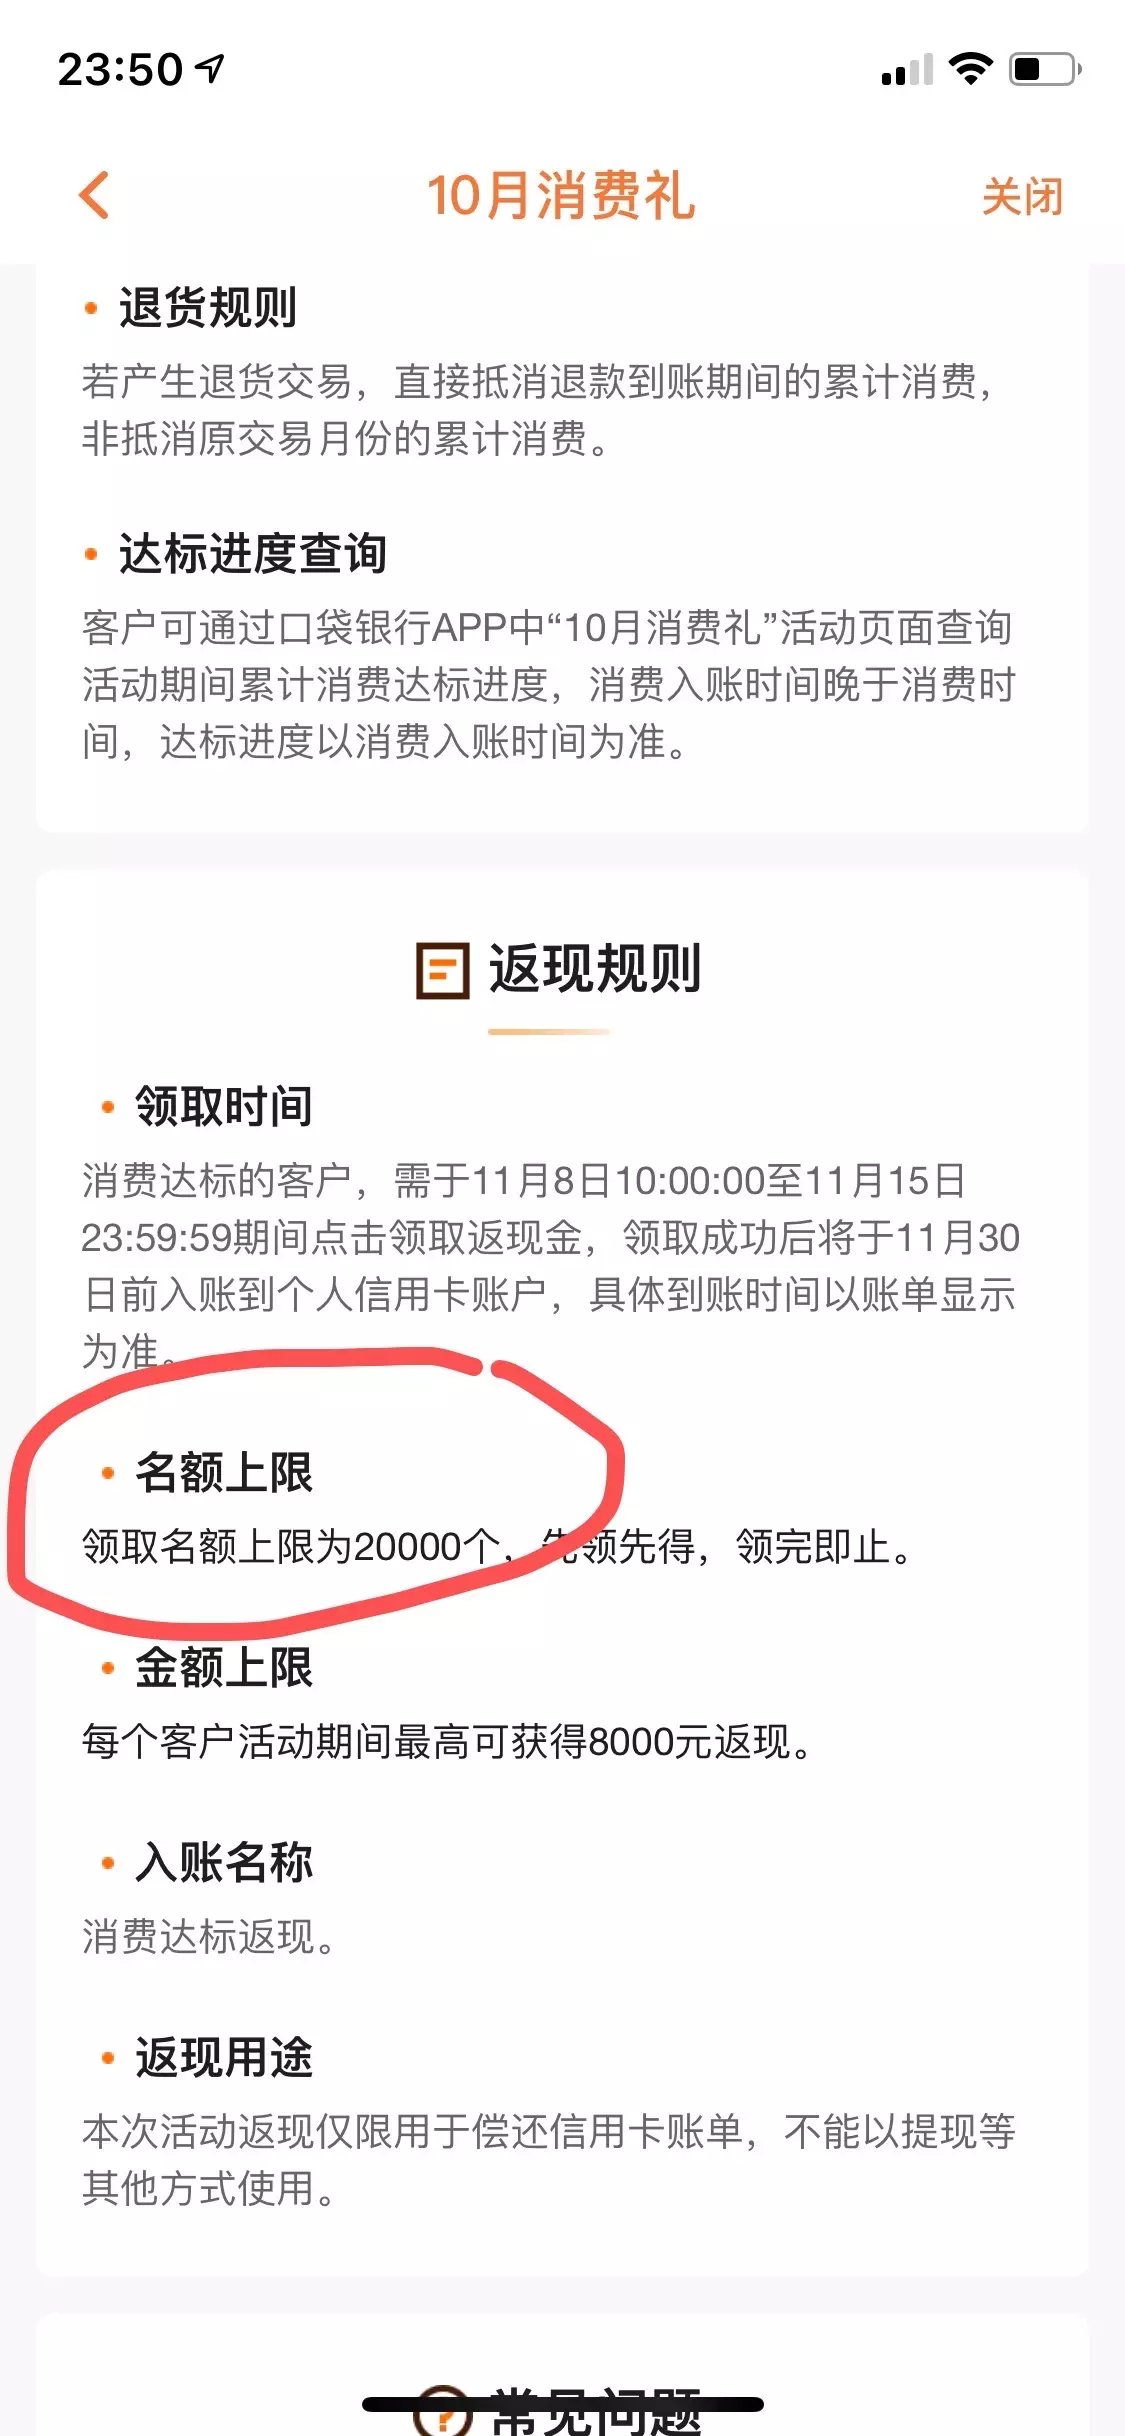 23:50
10月消费礼
关闭
退货规则
若产生退货交易，直接抵消退款到账期间的累计消费，
非抵消原交易月份的累计消费。
达标进度查询
客户可通过口袋银行APP中“10月消费礼”活动页面查询
活动期间累计消费达标进度，消费入账时间晚于消费时
间，达标进度以消费入账时间为准。
返现规则
领取时间
消费达标的客户，需于11月8日10:00:00至11月15日
23:59:59期间点击领取返现金，领取成功后将于11月30
日前入账到个人信用卡账户，具体到账时间以账单显示
为准。
名额上限
领取名额上限为20000个，先领先得，领完即止。
金额上限
每个客户活动期间最高可获得8000元返现。
入账名称
消费达标返现。
返现用途
本次活动返现仅限用于偿还信用卡账单，不能以提现等
其他方式使用。
常见问题